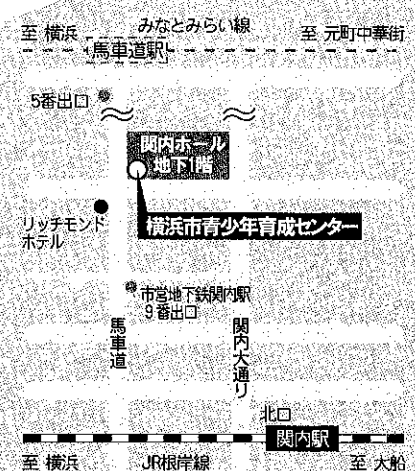 みなとみらい線
至 横浜
至 元町中華街
馬車道駅
5番出口
関内ホール
地下1階
リッチモンド
ホテル
横浜市青少年育成センター
市営地下鉄関内駅
9番出口
馬車道
関内大通り
北口
関内駅
至 横浜
JR根岸線
至 大船